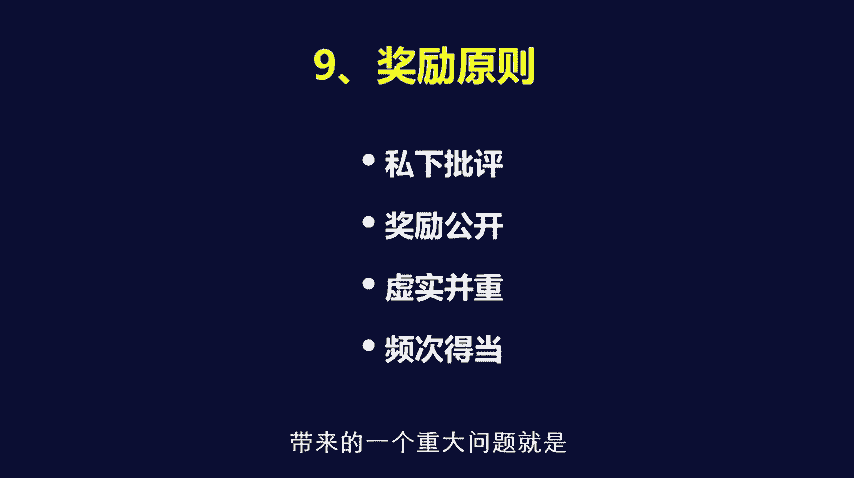 9、奖励原则
• 私下批评
• 奖励公开
• 虚实并重
• 频次得当
带来的一个重大问题就是